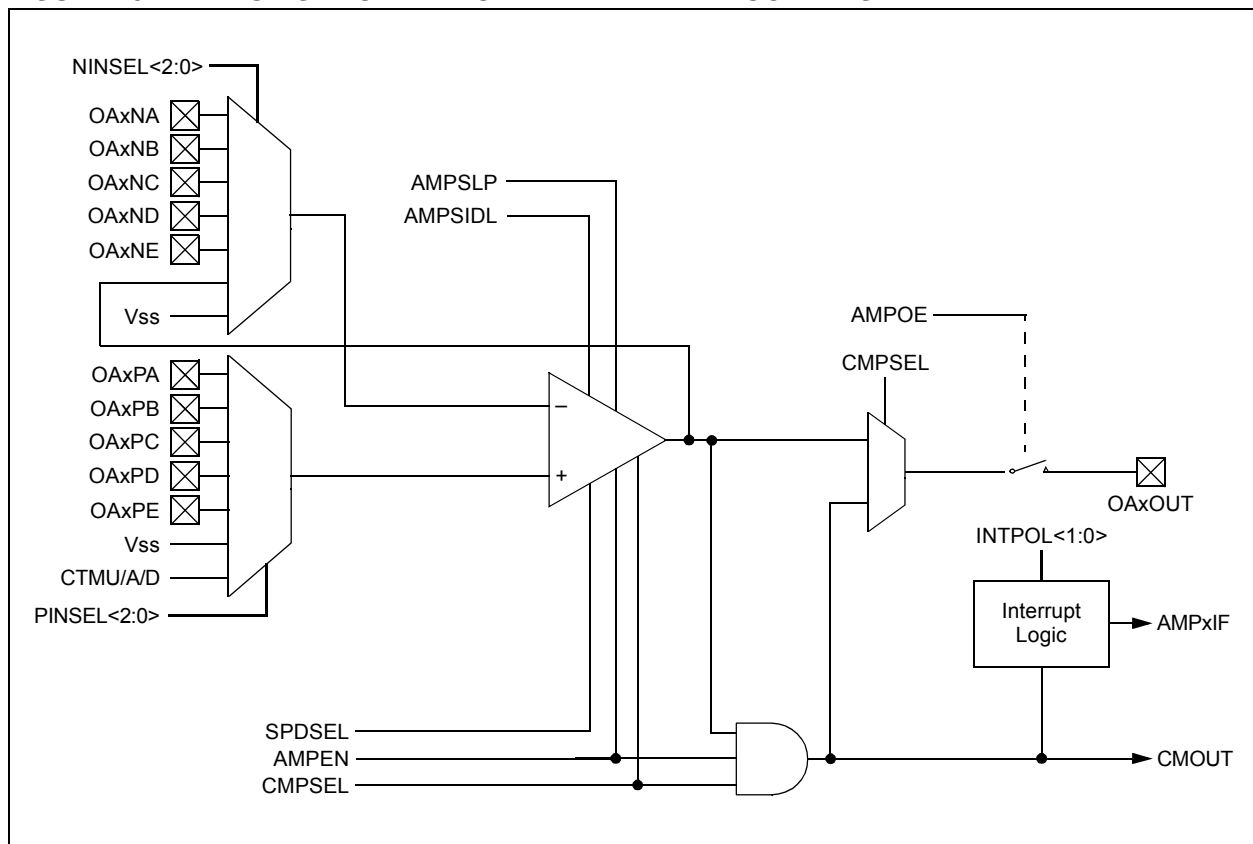 NINSEL<2:0>
OAxNA
OAxNB
OAxNC
OAxND
OAxNE
Vss
AMPSLP
AMPSIDL
AMPOE
CMPSEL
OAxPA
OAxPB
OAxPC
OAxPD
OAxPE
Vss
CTMU/A/D
PINSEL<2:0>
−
+
OAxOUT
INTPOL<1:0>
Interrupt
Logic
AMPxIF
SPDSEL
AMPEN
CMPSEL
CMOUT